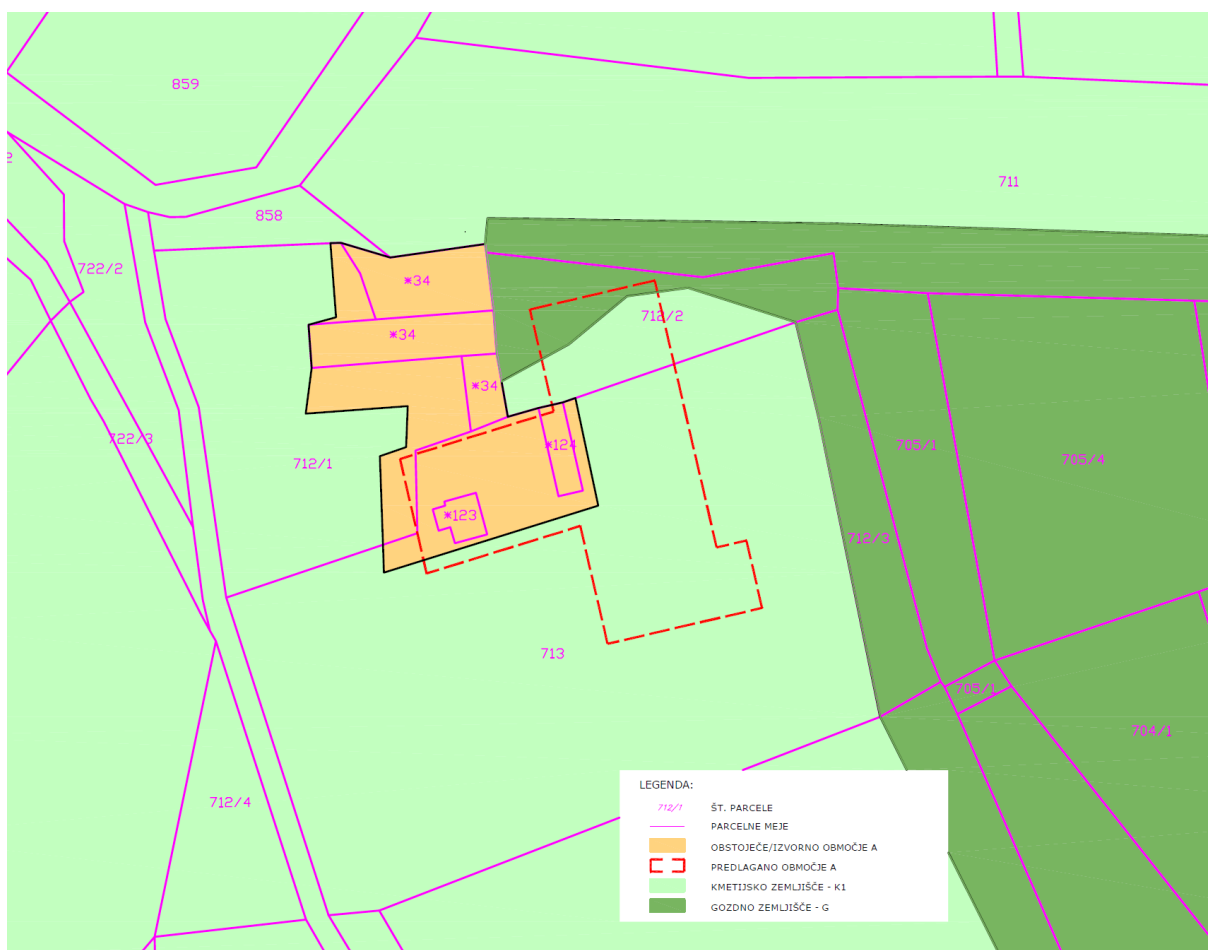 859
711
858
722/2
✳34
712/2
✳34
✳34
722/3
712/1
✳124
705/1
705/4
✳123
712/3
713
705/1
704/1
712/4
LEGENDA:
712/1 ŠT. PARCELE
PARCELNE MEJE
OBSTOJEČE/IZVORNO OBMOČJE A
PREDLAGANO OBMOČJE A
KMETIJSKO ZEMLJIŠČE - K1
GOZDNO ZEMLJIŠČE - G